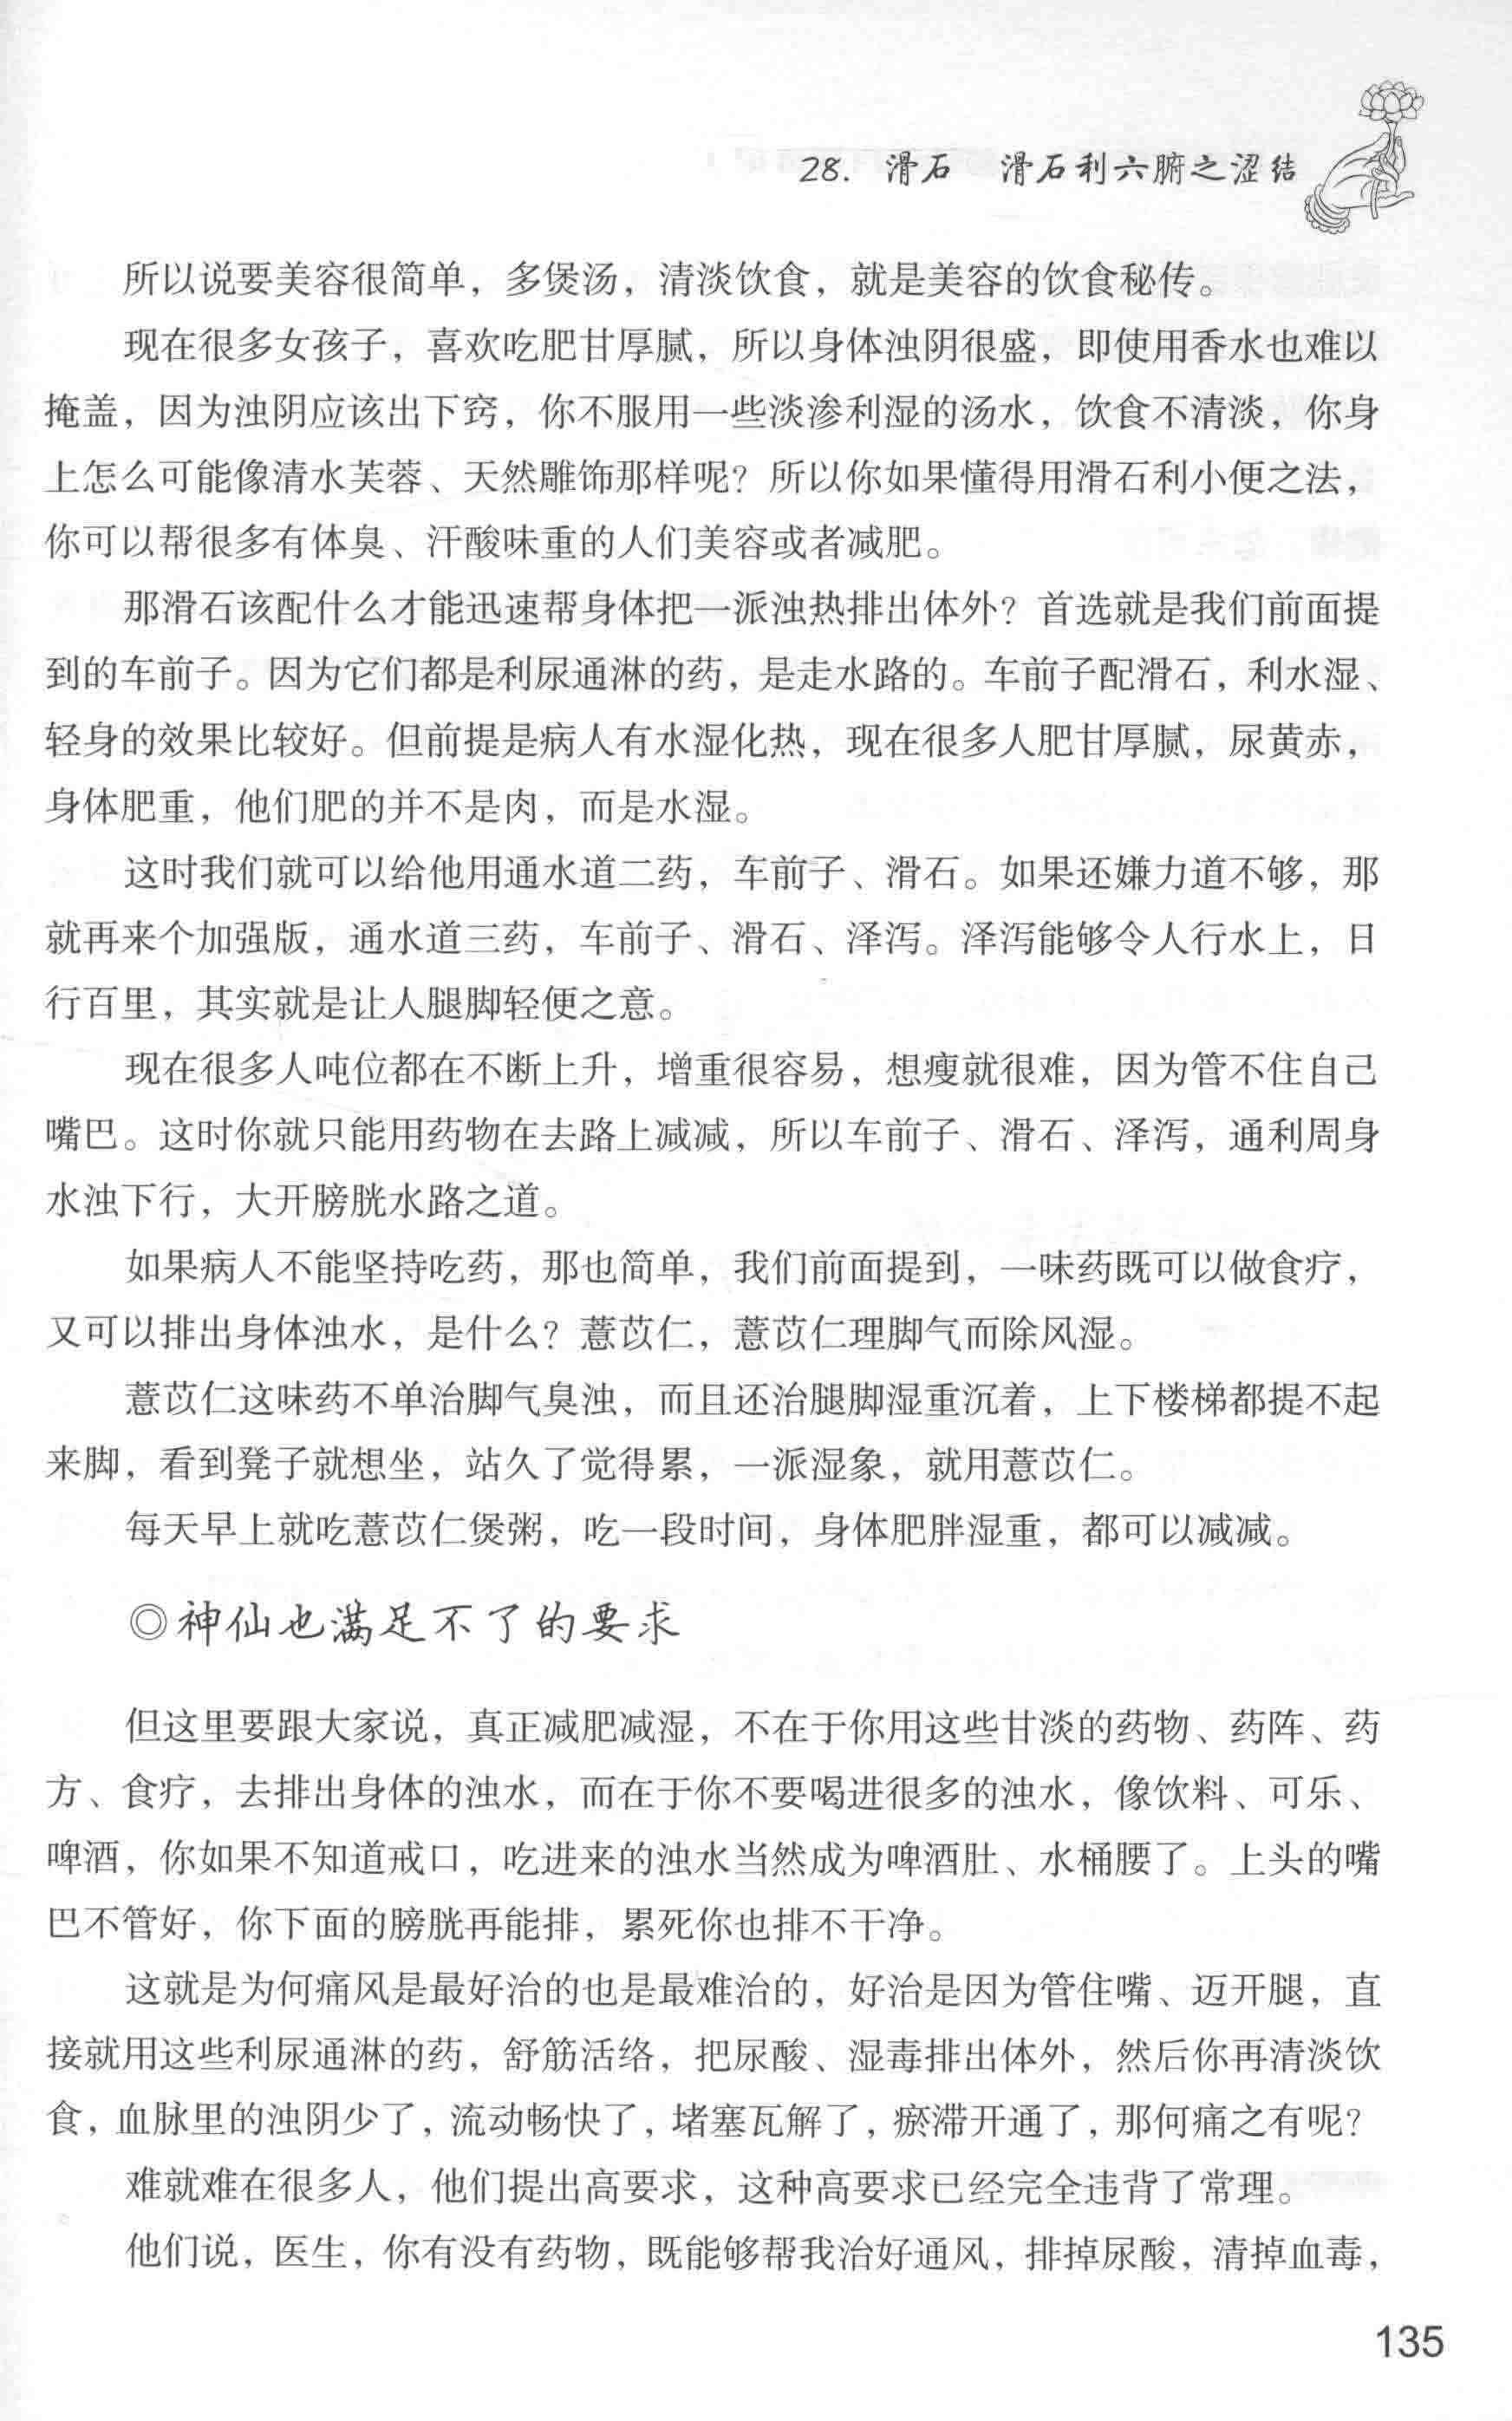 28. 滑石　滑石利六腑之涩结
所以说要美容很简单，多煲汤，清淡饮食，就是美容的饮食秘传。
现在很多女孩子，喜欢吃肥甘厚腻，所以身体浊阴很盛，即使用香水也难以
掩盖，因为浊阴应该出下窍，你不服用一些淡渗利湿的汤水，饮食不清淡，你身
上怎么可能像清水芙蓉、天然雕饰那样呢？所以你如果懂得用滑石利小便之法，
你可以帮很多有体臭、汗酸味重的人们美容或者减肥。
那滑石该配什么才能迅速帮身体把一派浊热排出体外？首选就是我们前面提
到的车前子。因为它们都是利尿通淋的药，是走水路的。车前子配滑石，利水湿、
轻身的效果比较好。但前提是病人有水湿化热，现在很多人肥甘厚腻，尿黄赤，
身体肥重，他们肥的并不是肉，而是水湿。
这时我们就可以给他用通水道二药，车前子、滑石。如果还嫌力道不够，那
就再来个加强版，通水道三药，车前子、滑石、泽泻。泽泻能够令人行水上，日
行百里，其实就是让人腿脚轻便之意。
现在很多人吨位都在不断上升，增重很容易，想瘦就很难，因为管不住自己
嘴巴。这时你就只能用药物在去路上减减，所以车前子、滑石、泽泻，通利周身
水浊下行，大开膀胱水路之道。
如果病人不能坚持吃药，那也简单，我们前面提到，一味药既可以做食疗，
又可以排出身体浊水，是什么？薏苡仁，薏苡仁理脚气而除风湿。
薏苡仁这味药不单治脚气臭浊，而且还治腿脚湿重沉着，上下楼梯都提不起
来脚，看到凳子就想坐，站久了觉得累，一派湿象，就用薏苡仁。
每天早上就吃薏苡仁煲粥，吃一段时间，身体肥胖湿重，都可以减减。
◎神仙也满足不了的要求
但这里要跟大家说，真正减肥减湿，不在于你用这些甘淡的药物、药阵、药
方、食疗，去排出身体的浊水，而在于你不要喝进很多的浊水，像饮料、可乐、
啤酒，你如果不知道戒口，吃进来的浊水当然成为啤酒肚、水桶腰了。上头的嘴
巴不管好，你下面的膀胱再能排，累死你也排不干净。
这就是为何痛风是最好治的也是最难治的，好治是因为管住嘴、迈开腿，直
接就用这些利尿通淋的药，舒筋活络，把尿酸、湿毒排出体外，然后你再清淡饮
食，血脉里的浊阴少了，流动畅快了，堵塞瓦解了，瘀滞开通了，那何痛之有呢？
难就难在很多人，他们提出高要求，这种高要求已经完全违背了常理。
他们说，医生，你有没有药物，既能够帮我治好通风，排掉尿酸，清掉血毒，
135